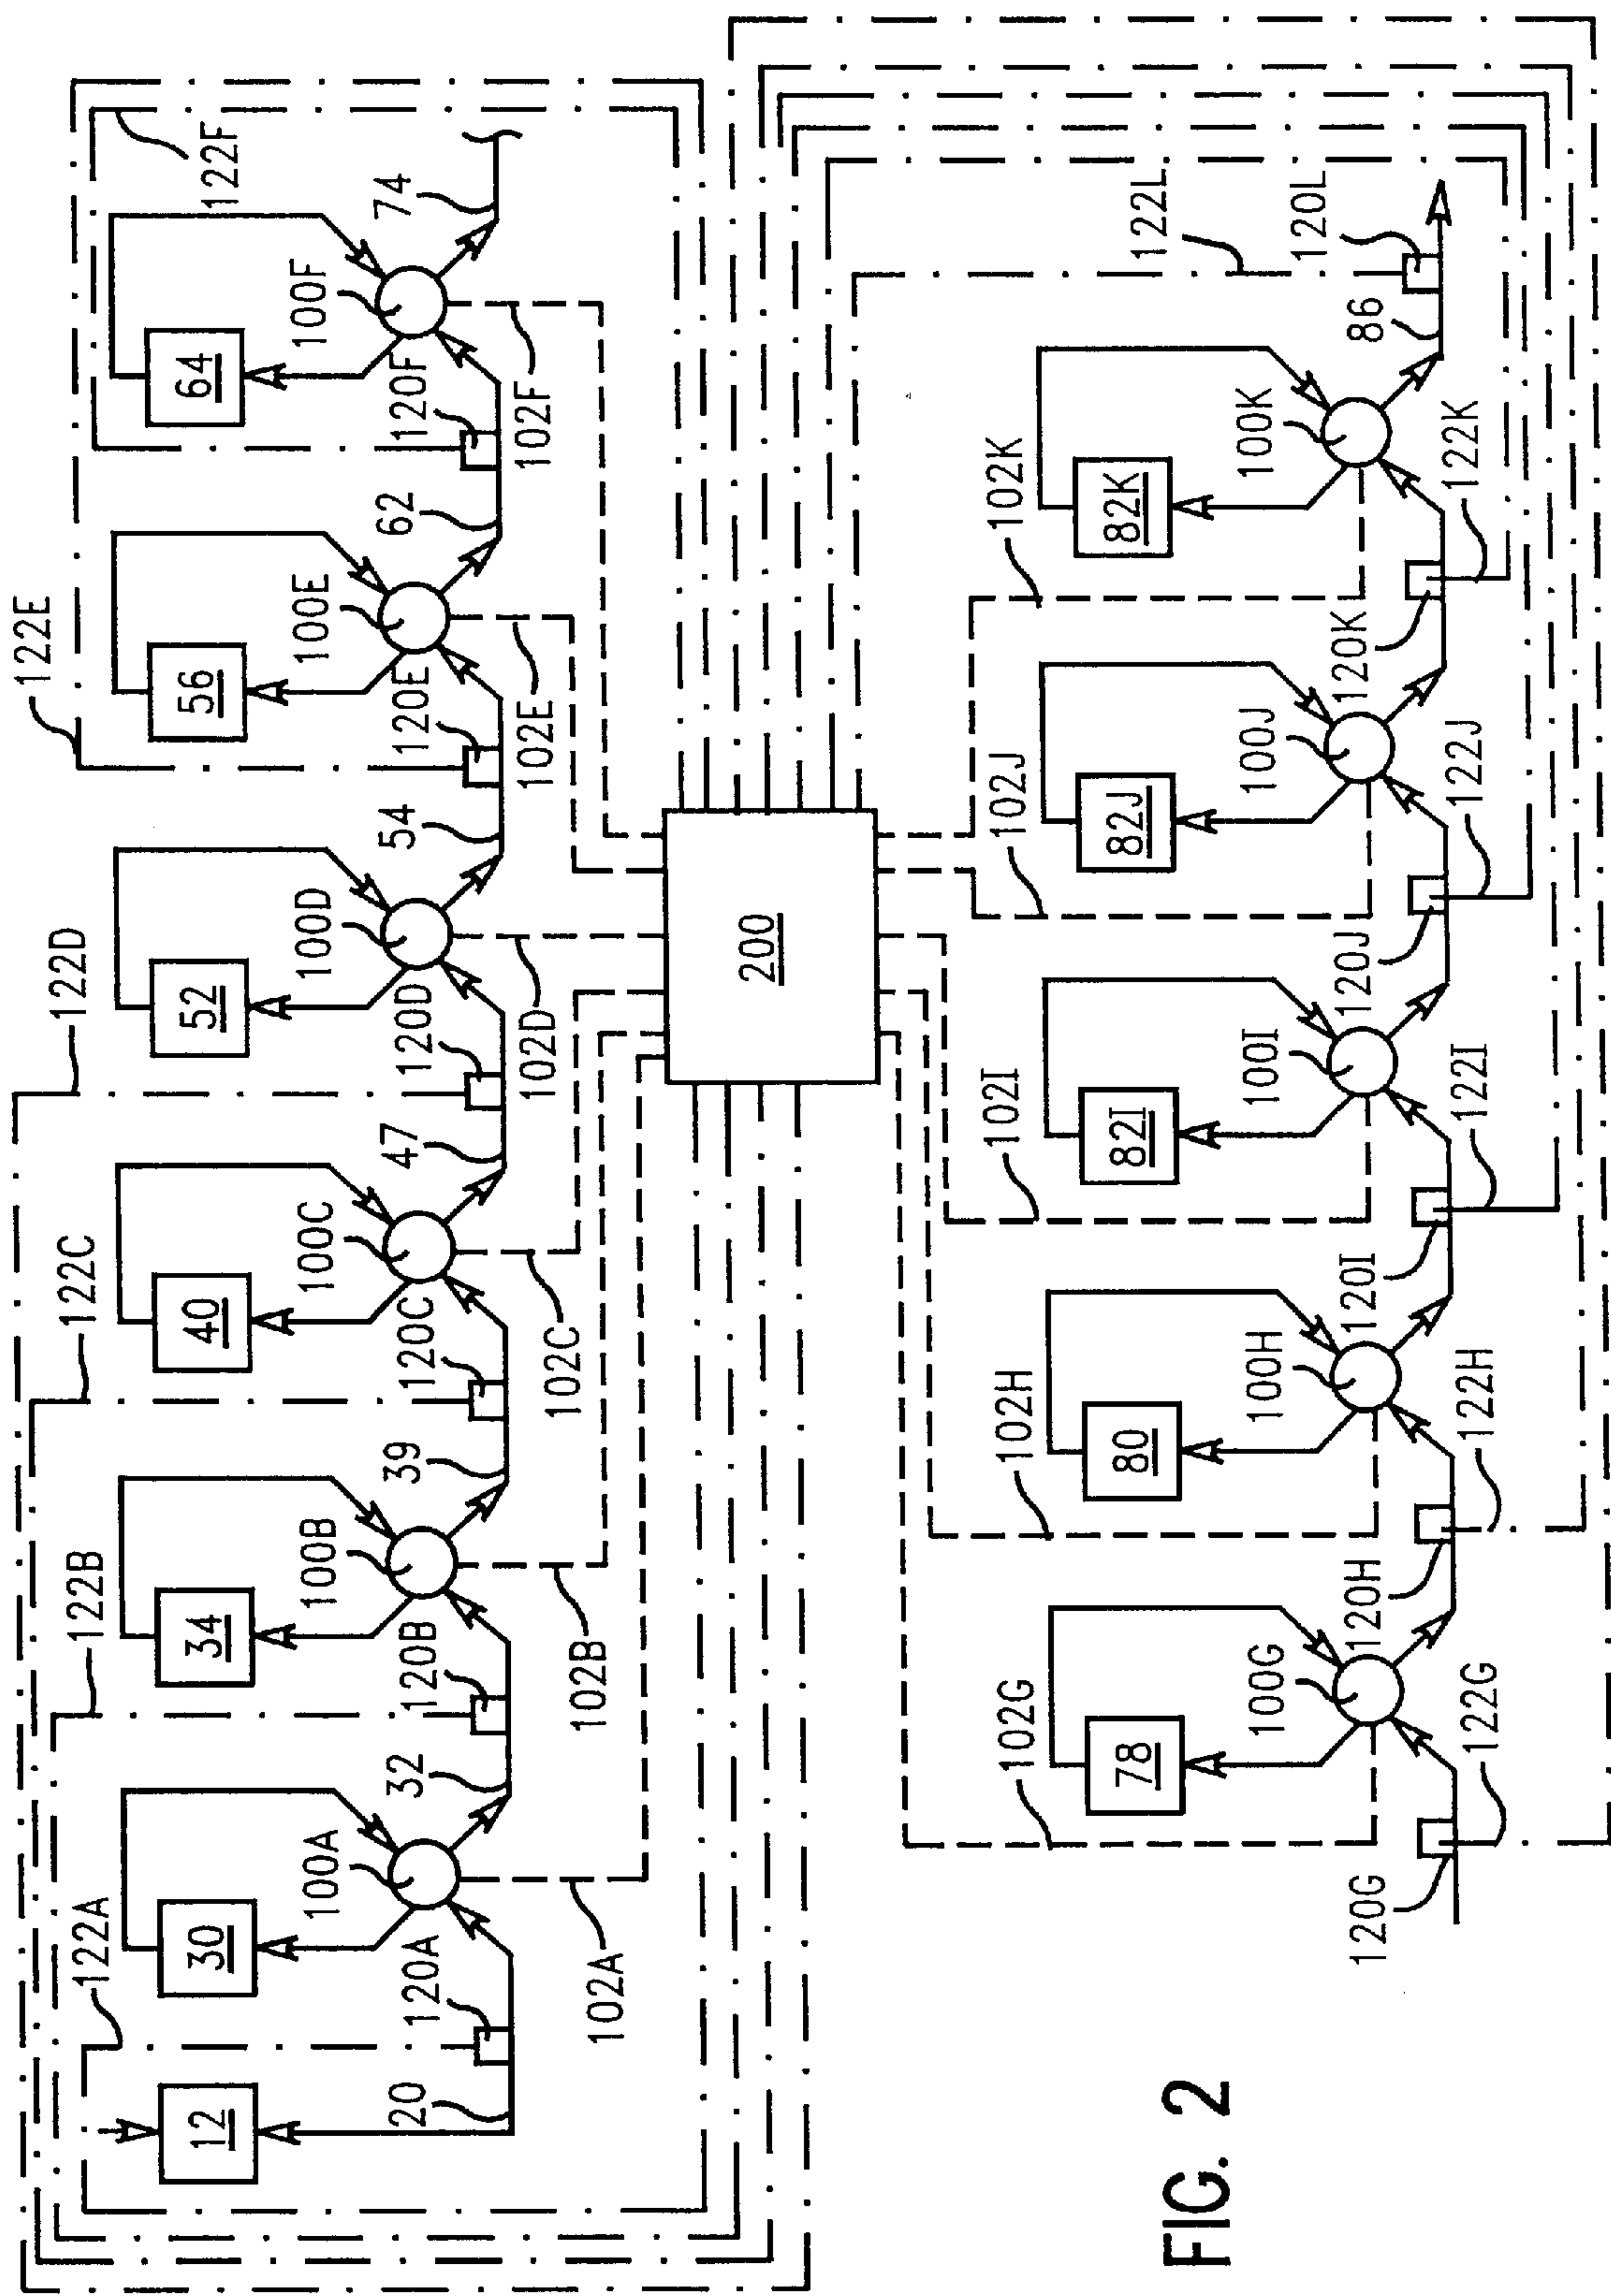 122A
122B
122C
122D
122E
122F
12
30
34
40
52
56
64
100A
100B
100C
100D
100E
100F
20
120A
32
120B
39
120C
47
120D
54
120E
62
120F
74
102A
102B
102C
102D
102E
102F
200
102G
102H
102I
102J
102K
122L
78
80
82I
82J
82K
100G
100H
100I
100J
100K
120L
120G
120H
120I
120J
120K
86
122G
122H
122I
122J
122K
FIG. 2